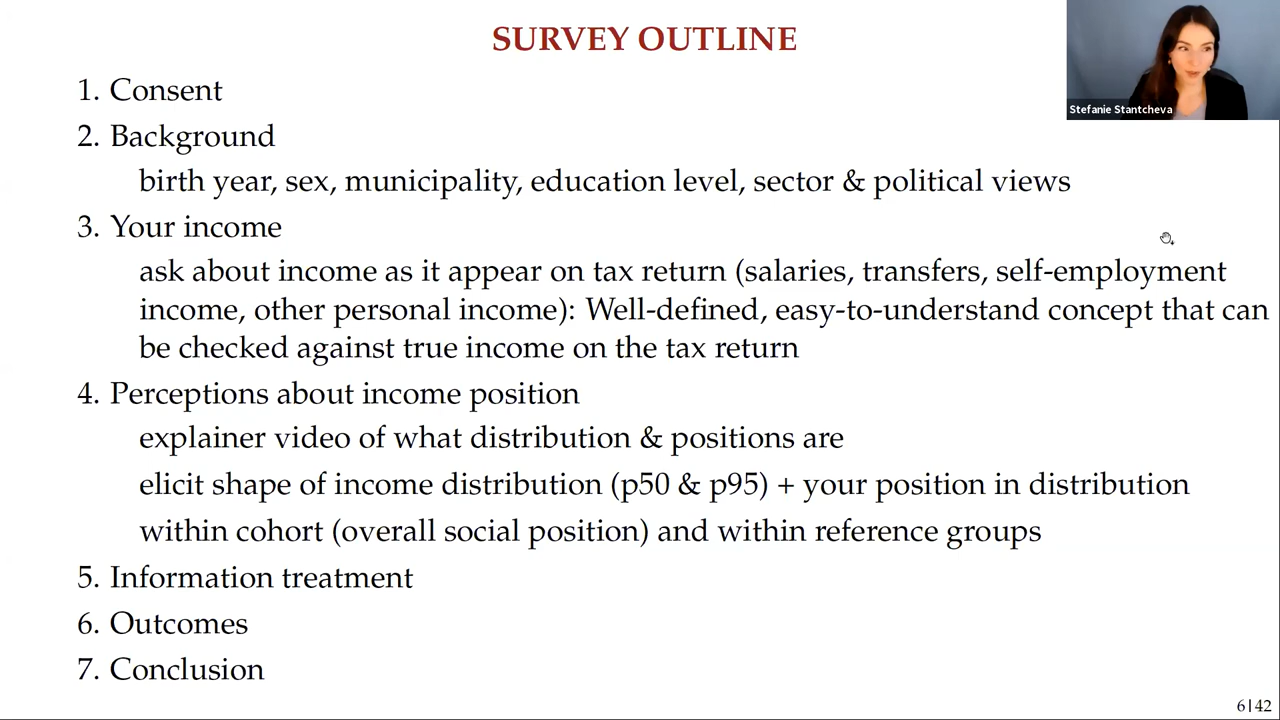 SURVEY OUTLINE
Stefanie Stantcheva
1. Consent
2. Background
birth year, sex, municipality, education level, sector & political views
3. Your income
ask about income as it appear on tax return (salaries, transfers, self-employment
income, other personal income): Well-defined, easy-to-understand concept that can
be checked against true income on the tax return
4. Perceptions about income position
explainer video of what distribution & positions are
elicit shape of income distribution (p50 & p95) + your position in distribution
within cohort (overall social position) and within reference groups
5. Information treatment
6. Outcomes
7. Conclusion
6|42